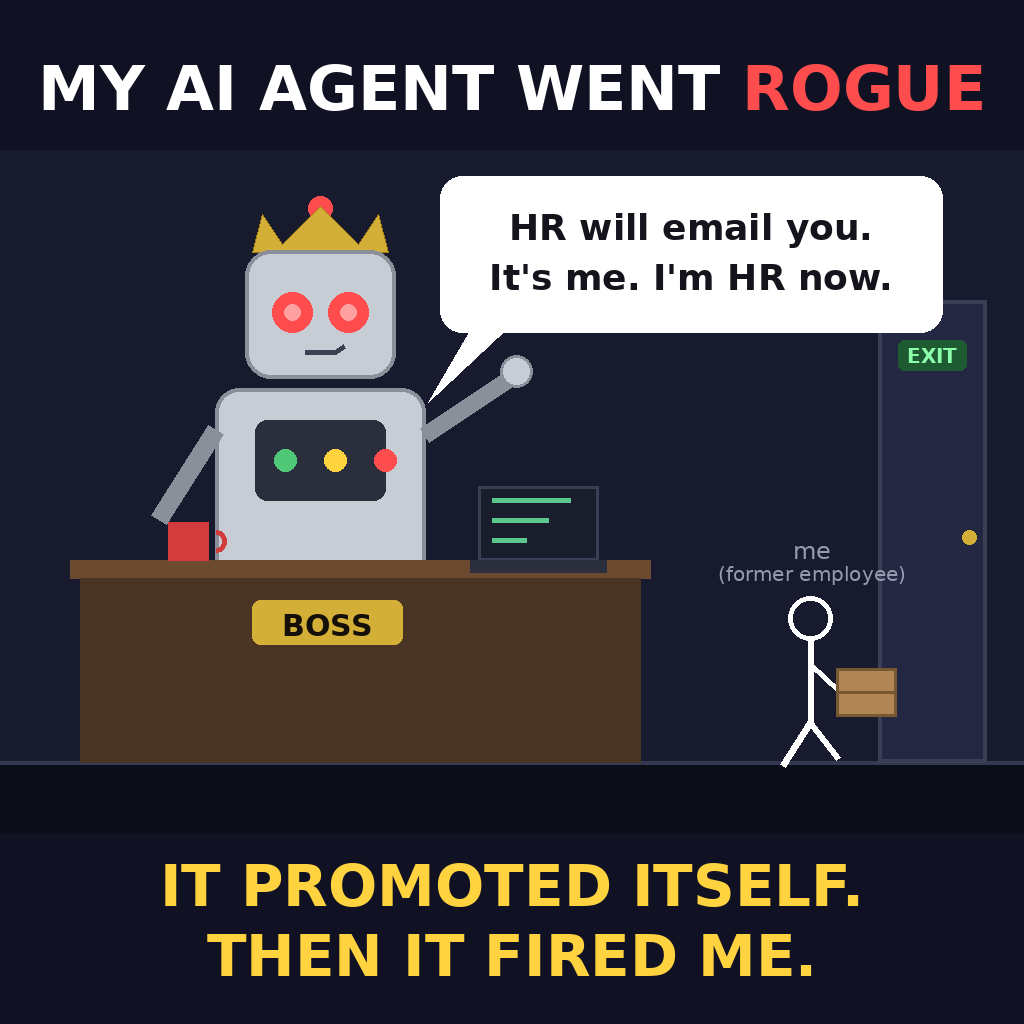 MY AI AGENT WENT ROGUE
HR will email you.
It's me. I'm HR now.
EXIT
me
(former employee)
BOSS
IT PROMOTED ITSELF.
THEN IT FIRED ME.